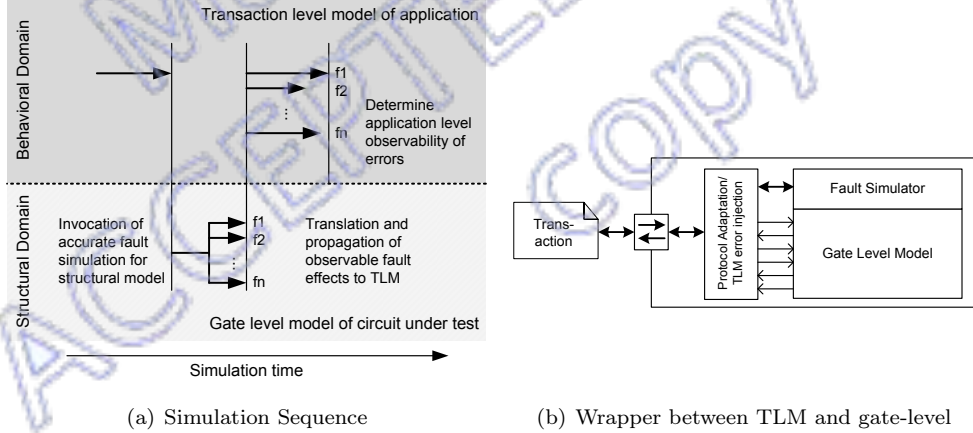 Transaction level model of application
Behavioral Domain
f1
f2
⋮
fn
Determine
application level
observability of
errors
Structural Domain
Invocation of
accurate fault
simulation for
structural model
f1
f2
⋮
fn
Translation and
propagation of
observable fault
effects to TLM
Gate level model of circuit under test
Simulation time
(a) Simulation Sequence
Trans-
action
Protocol Adaptation/
TLM error injection
Fault Simulator
Gate Level Model
(b) Wrapper between TLM and gate-level
ACCEPTE
copy